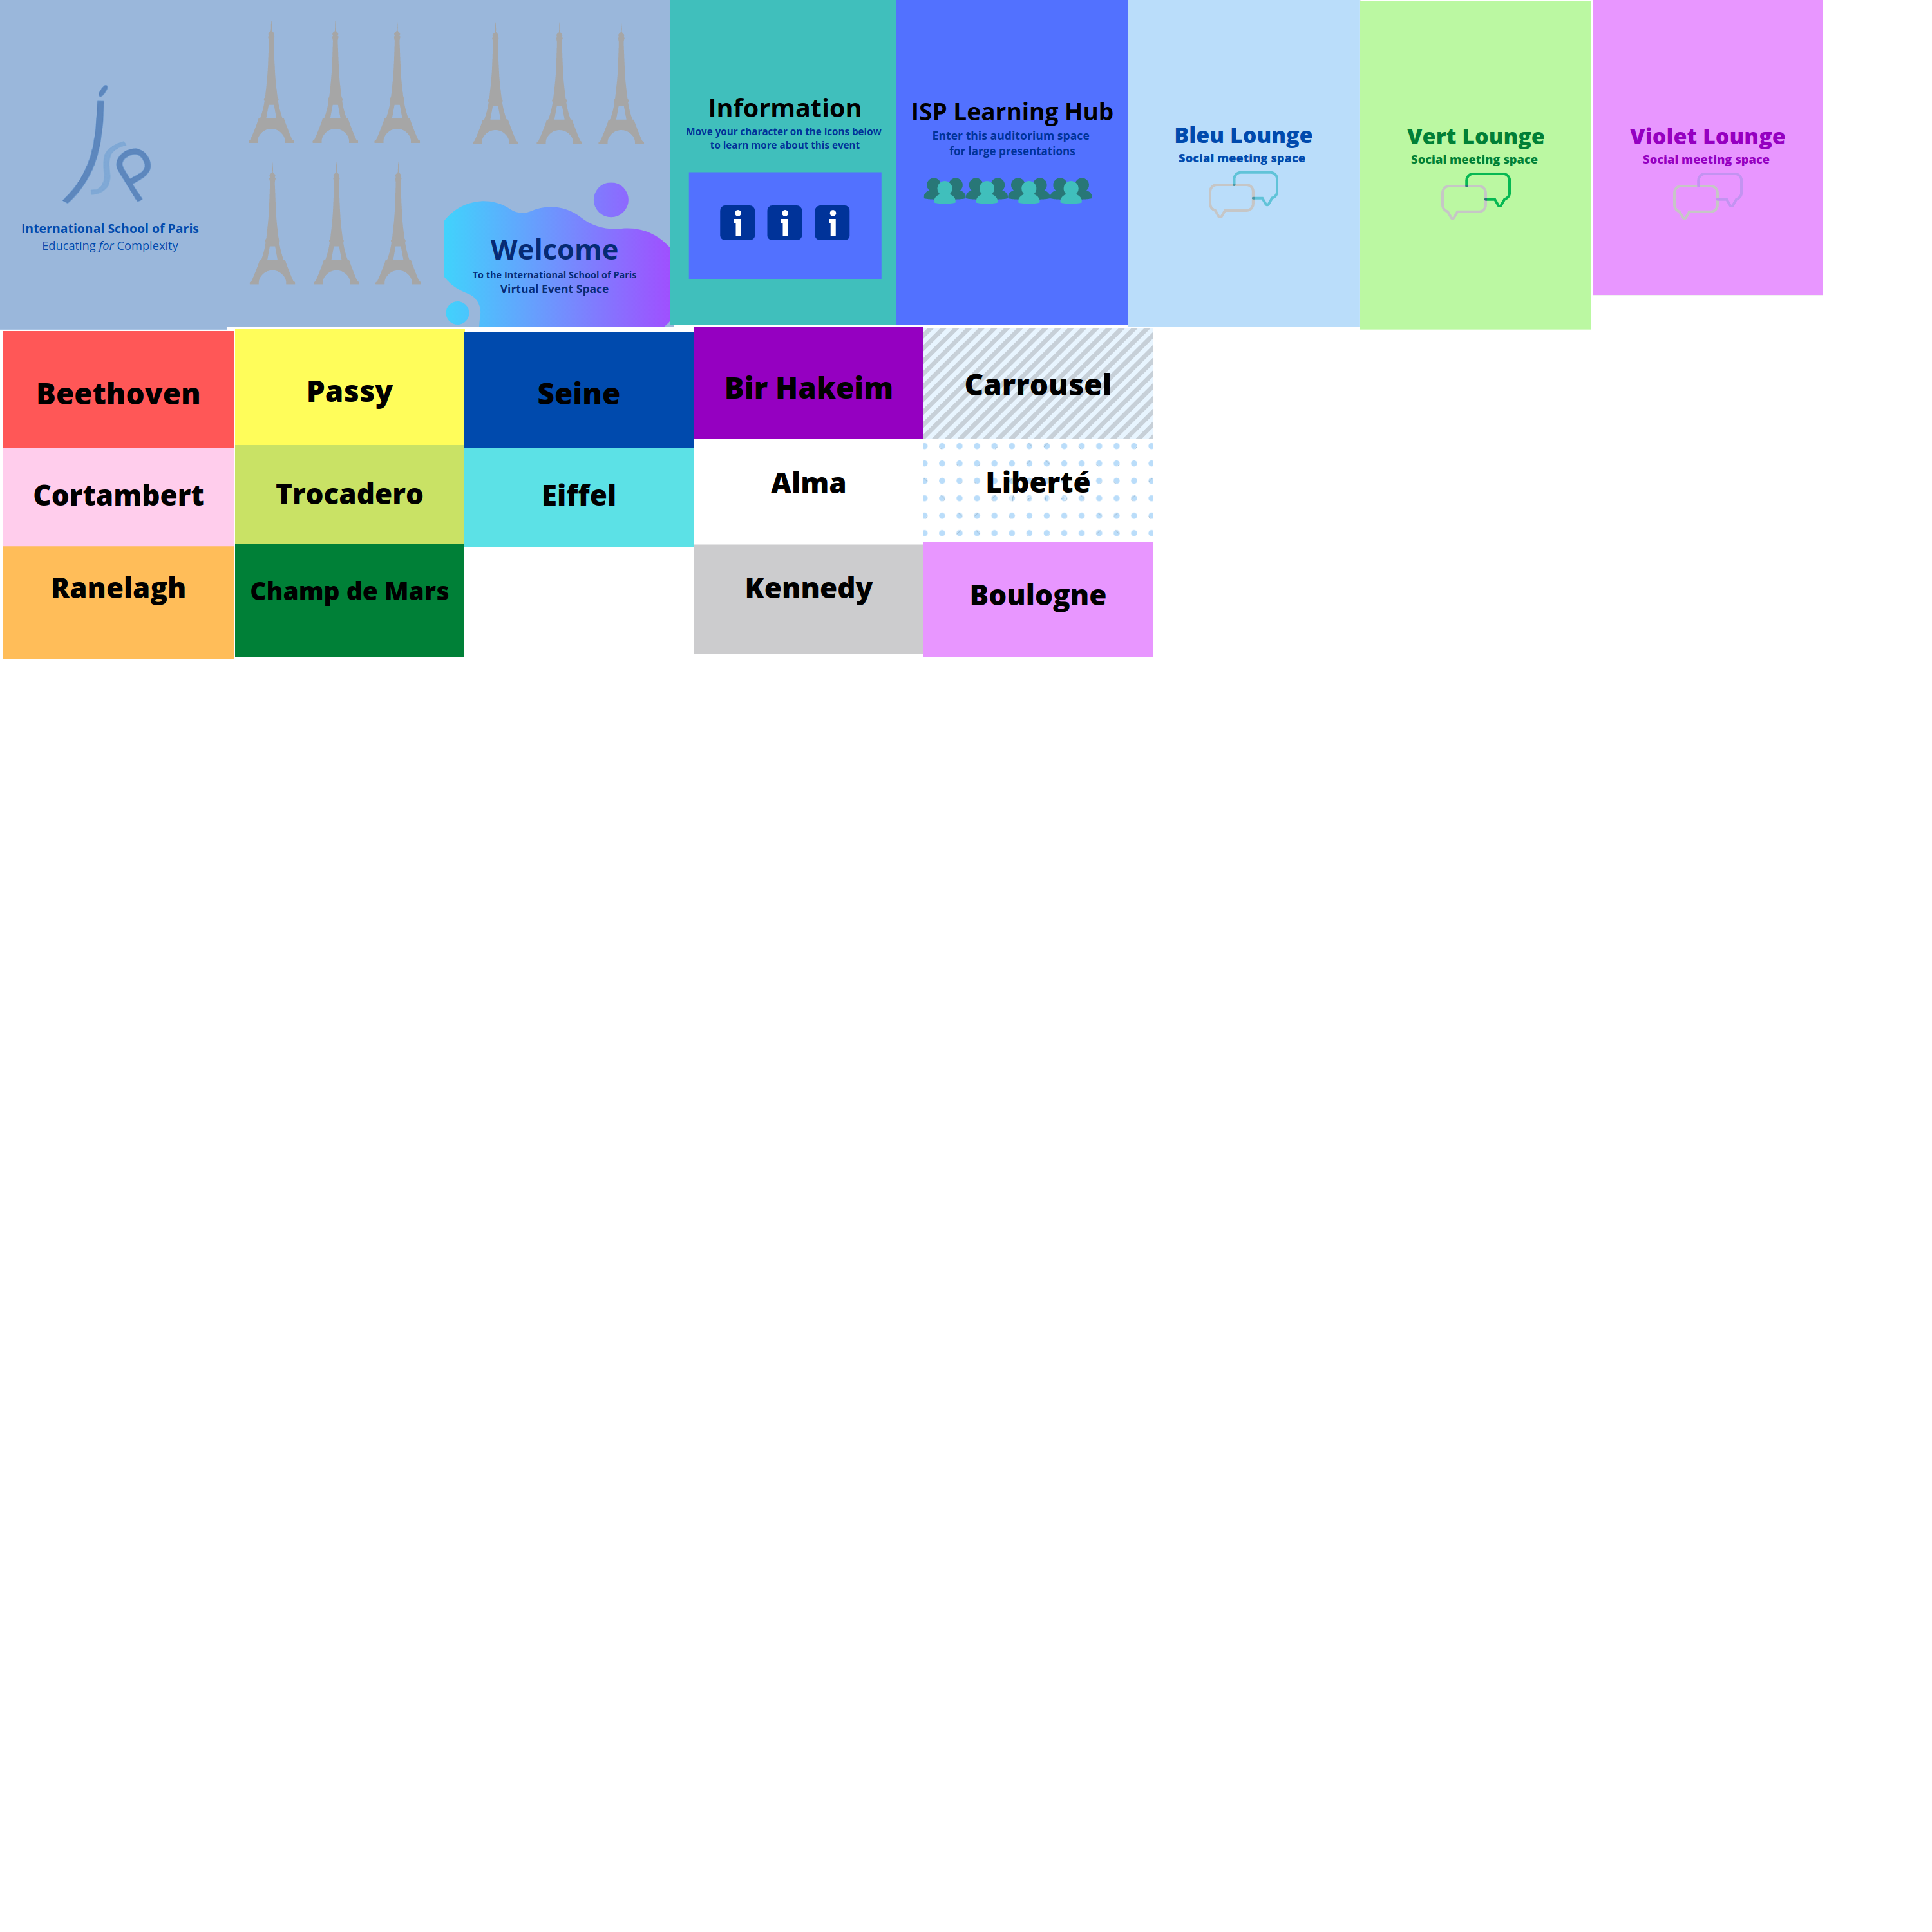 JSP
International School of Paris
Educating for Complexity
Welcome
To the International School of Paris
Virtual Event Space
Information
Move your character on the icons below
to learn more about this event
i i i
ISP Learning Hub
Enter this auditorium space
for large presentations
Bleu Lounge
Social meeting space
Vert Lounge
Social meeting space
Violet Lounge
Social meeting space
Beethoven
Passy
Seine
Bir Hakeim
Carrousel
Cortambert
Trocadero
Eiffel
Alma
Liberté
Ranelagh
Champ de Mars
Kennedy
Boulogne